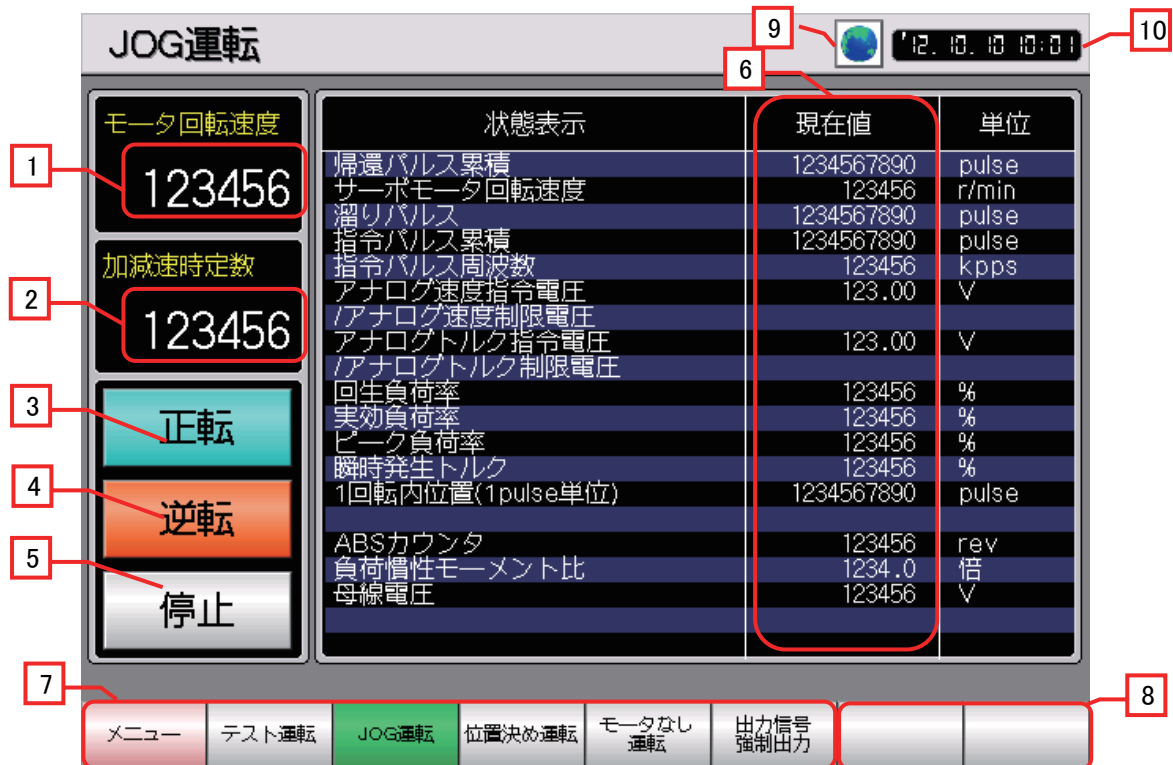 JOG運転
9
'12. 10. 10 10:01
10
6
モータ回転速度
1
123456
加減速時定数
2
123456
3
正転
4
逆転
5
停止
状態表示 現在値 単位
帰還パルス累積 1234567890 pulse
サーボモータ回転速度 123456 r/min
溜りパルス 1234567890 pulse
指令パルス累積 1234567890 pulse
指令パルス周波数 123456 kpps
アナログ速度指令電圧 123.00 V
/アナログ速度制限電圧
アナログトルク指令電圧 123.00 V
/アナログトルク制限電圧
回生負荷率 123456 %
実効負荷率 123456 %
ピーク負荷率 123456 %
瞬時発生トルク 123456 %
1回転内位置(1pulse単位) 1234567890 pulse
ABSカウンタ 123456 rev
負荷慣性モーメント比 1234.0 倍
母線電圧 123456 V
7
8
メニュー
テスト運転
JOG運転
位置決め運転
モータなし
運転
出力信号
強制出力